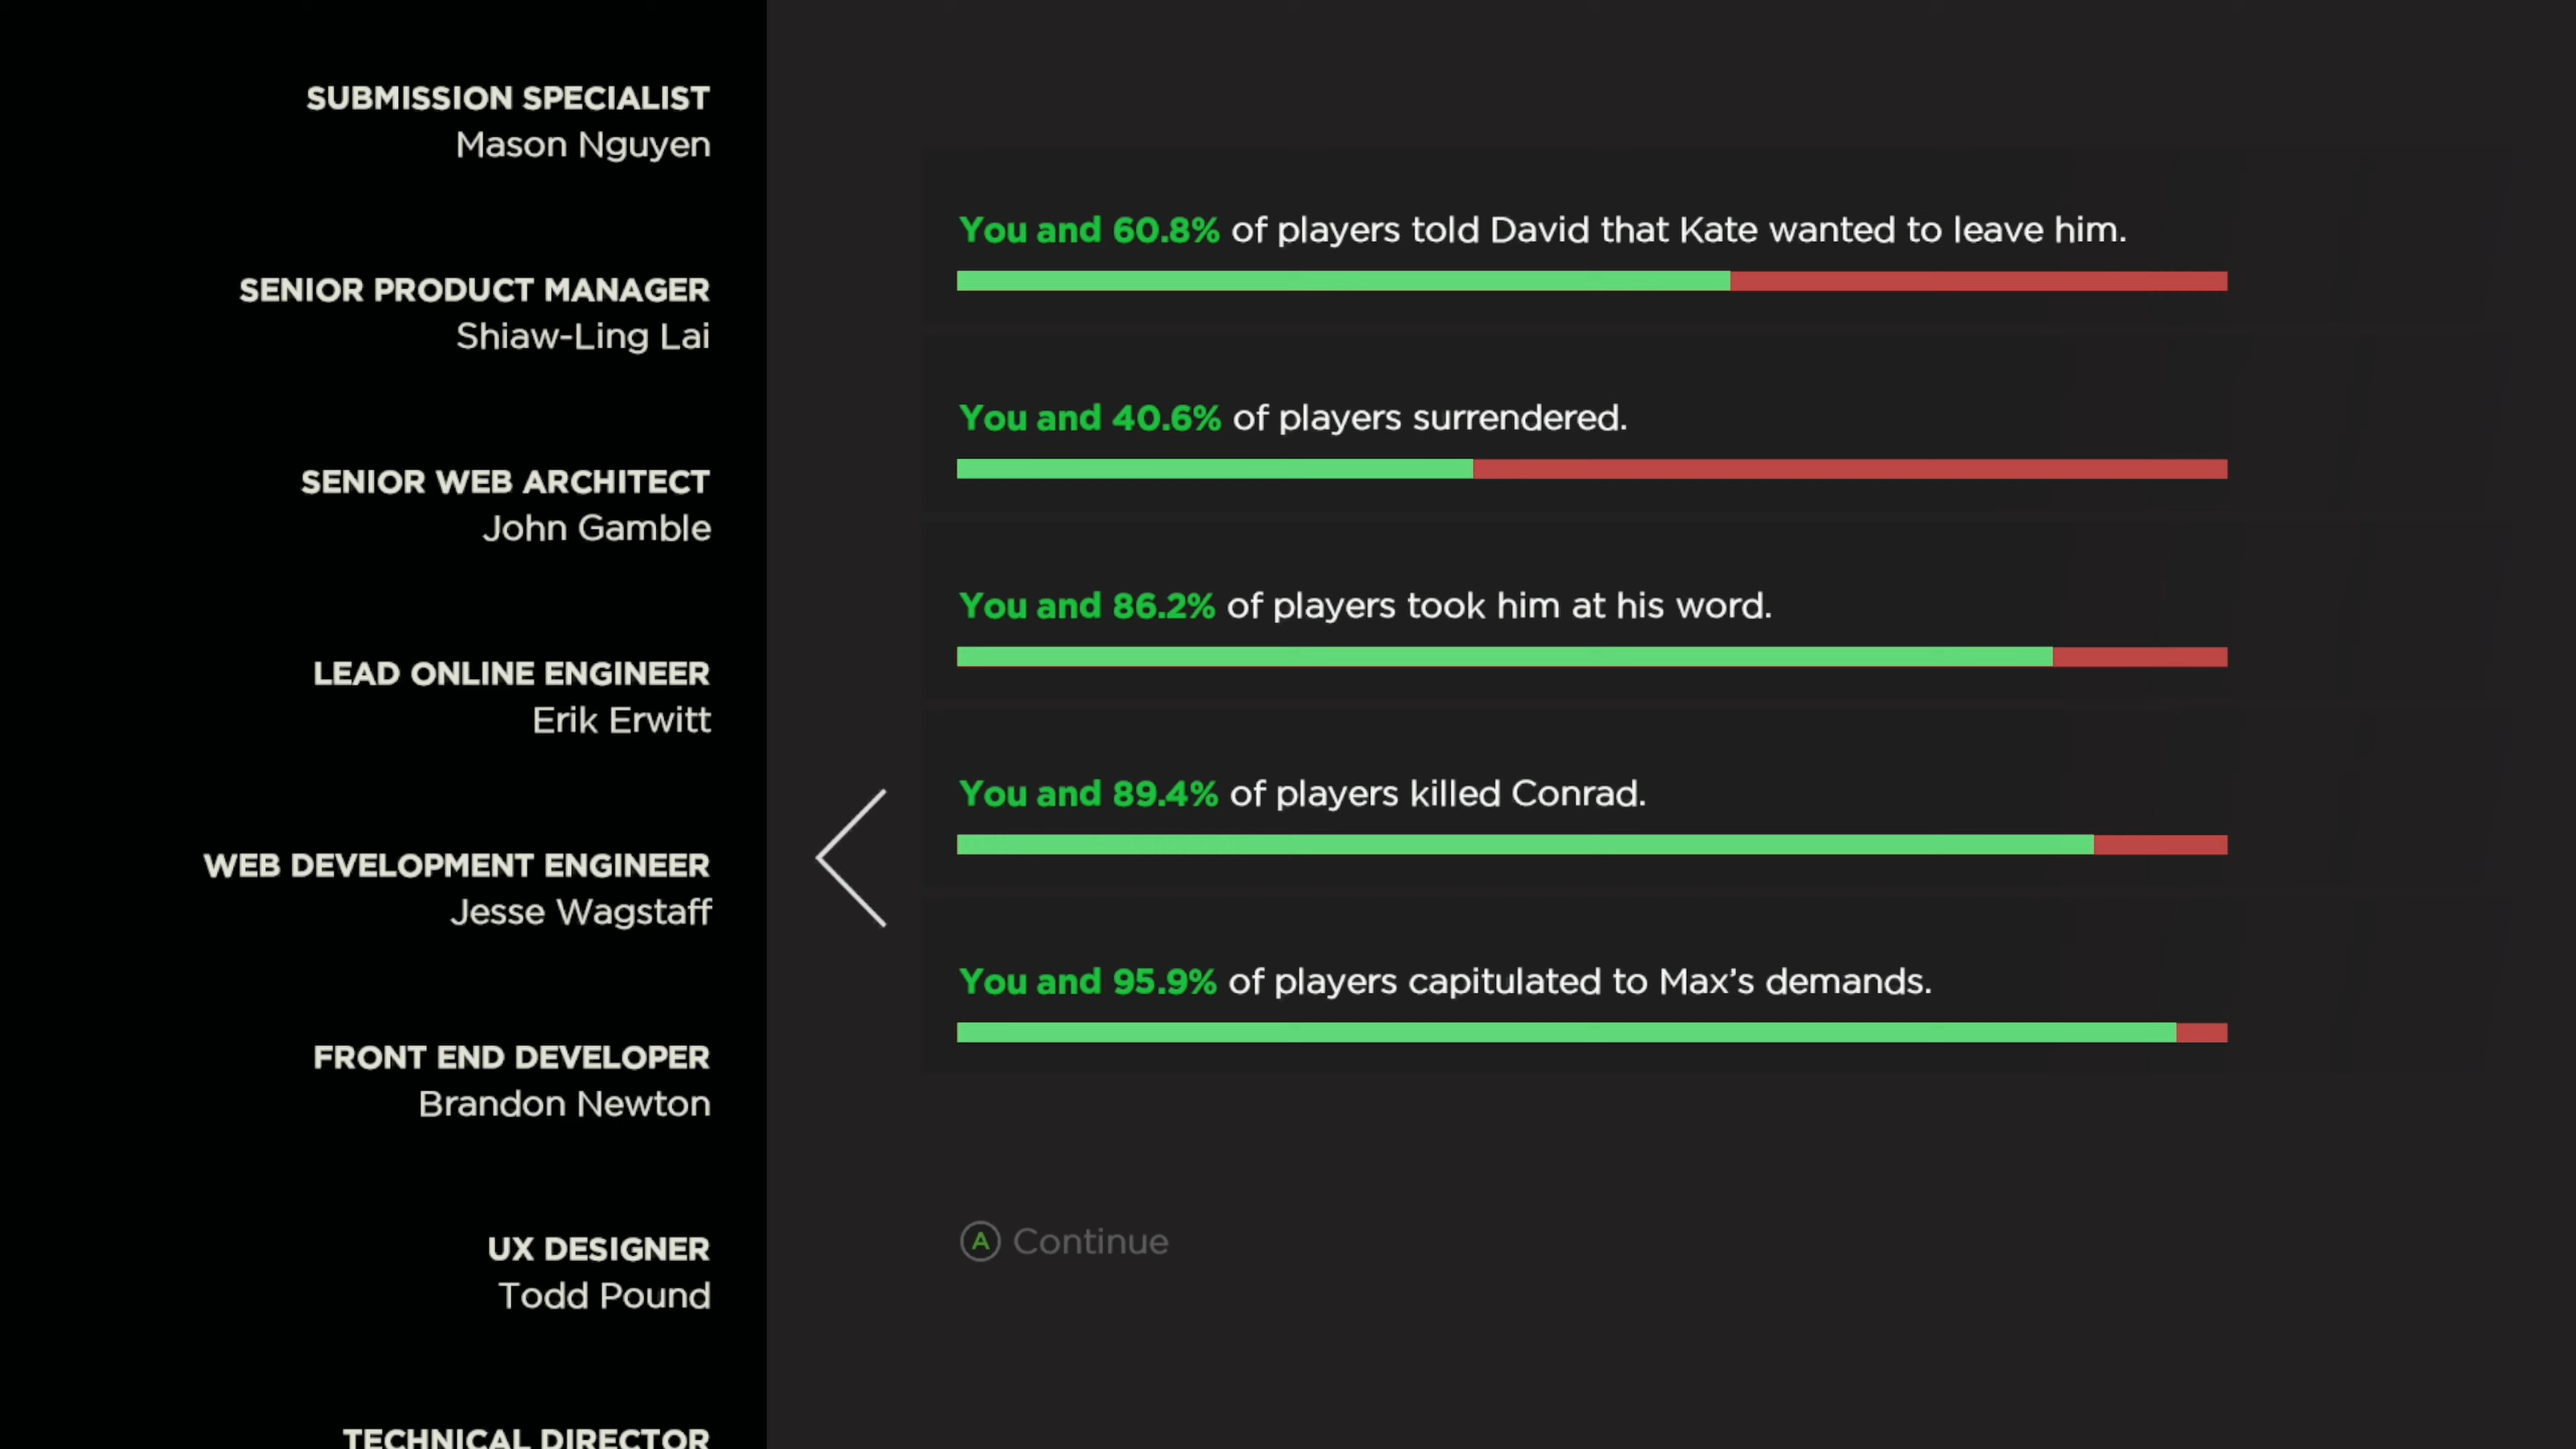 SUBMISSION SPECIALIST
Mason Nguyen
SENIOR PRODUCT MANAGER
Shiaw-Ling Lai
SENIOR WEB ARCHITECT
John Gamble
LEAD ONLINE ENGINEER
Erik Erwitt
WEB DEVELOPMENT ENGINEER
Jesse Wagstaff
FRONT END DEVELOPER
Brandon Newton
UX DESIGNER
Todd Pound
TECHNICAL DIRECTOR
You and 60.8% of players told David that Kate wanted to leave him.
You and 40.6% of players surrendered.
You and 86.2% of players took him at his word.
You and 89.4% of players killed Conrad.
You and 95.9% of players capitulated to Max's demands.
A Continue